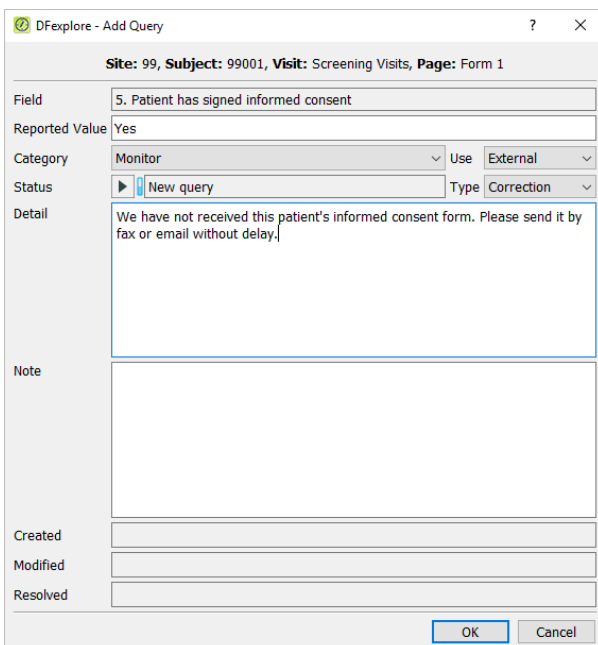 DFexplore - Add Query ?
Site: 99, Subject: 99001, Visit: Screening Visits, Page: Form 1
Field 5. Patient has signed informed consent
Reported Value Yes
Category Monitor Use External
Status New query Type Correction
Detail We have not received this patient's informed consent form. Please send it by
fax or email without delay.
Note
Created
Modified
Resolved
OK Cancel